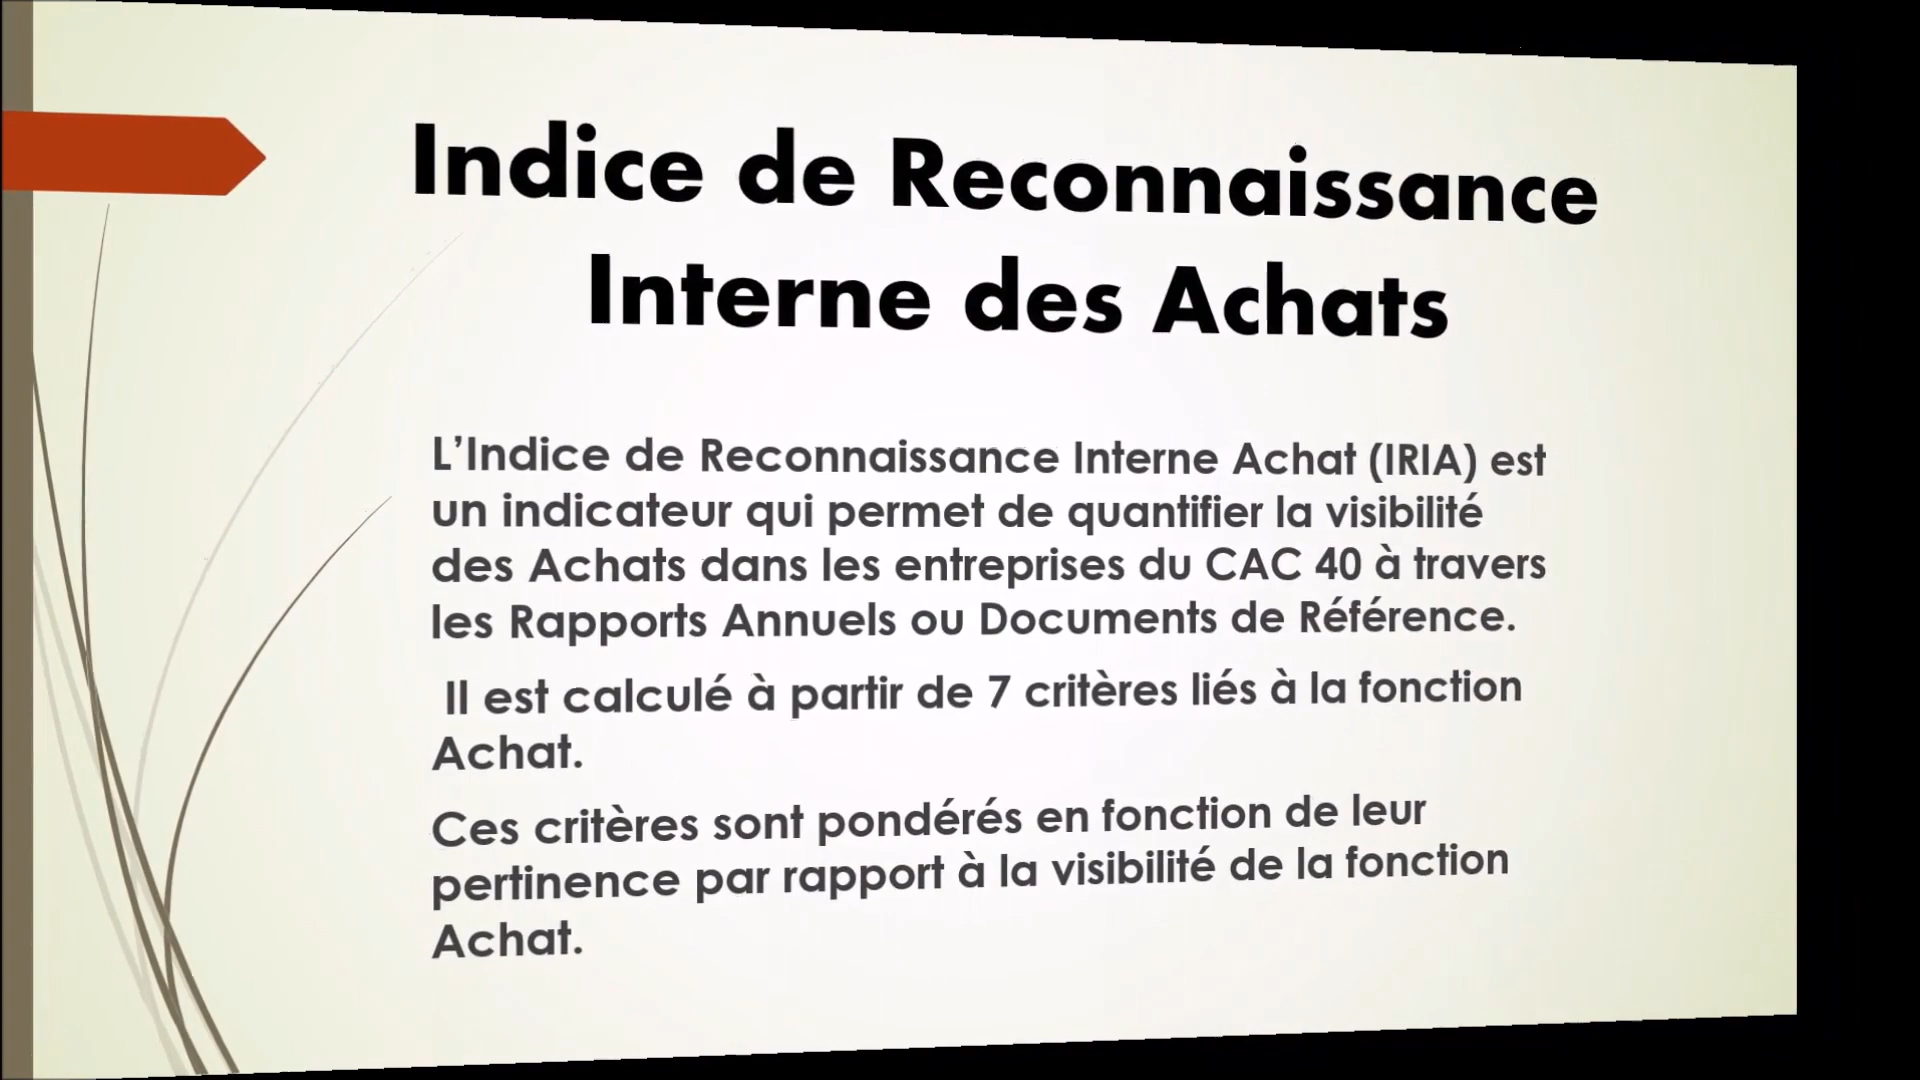 Indice de Reconnaissance
Interne des Achats
L’Indice de Reconnaissance Interne Achat (IRIA) est
un indicateur qui permet de quantifier la visibilité
des Achats dans les entreprises du CAC 40 à travers
les Rapports Annuels ou Documents de Référence.
Il est calculé à partir de 7 critères liés à la fonction
Achat.
Ces critères sont pondérés en fonction de leur
pertinence par rapport à la visibilité de la fonction
Achat.